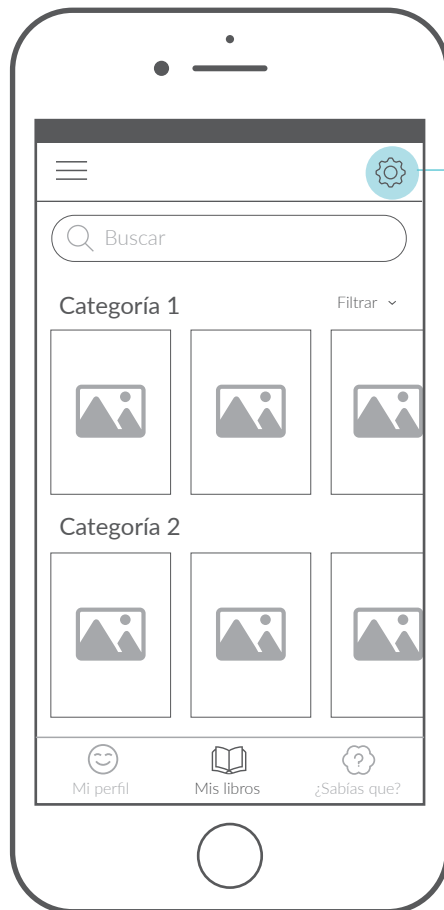 Buscar
Categoría 1
Filtrar
Categoría 2
Mi perfil
Mis libros
¿Sabías que?